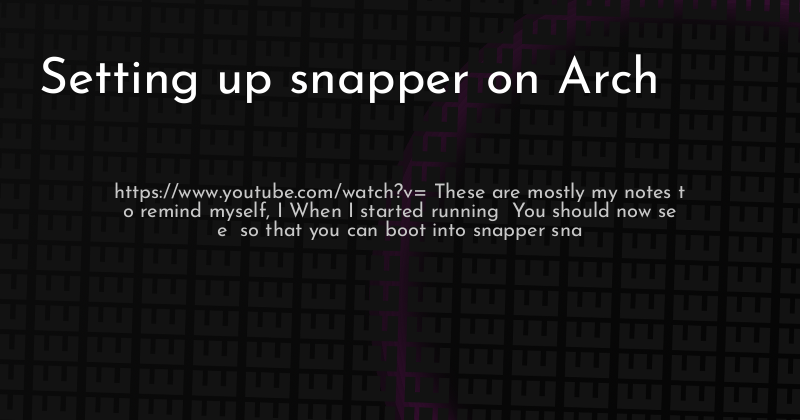 Setting up snapper on Arch
https://www.youtube.com/watch?v= These are mostly my notes t
o remind myself, I When I started running  You should now se
e  so that you can boot into snapper sna